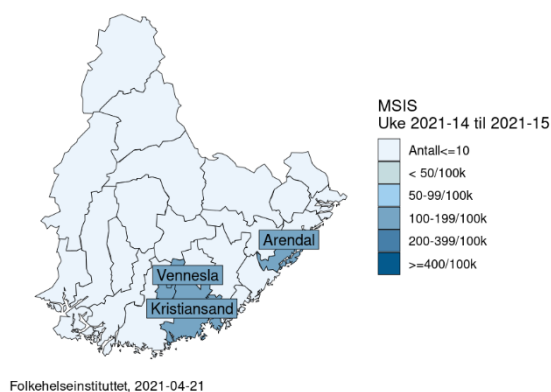 MSIS
Uke 2021-14 til 2021-15
Antall<=10
< 50/100k
50-99/100k
100-199/100k
200-399/100k
>=400/100k
Arendal
Vennesla
Kristiansand
Folkehelseinstituttet, 2021-04-21